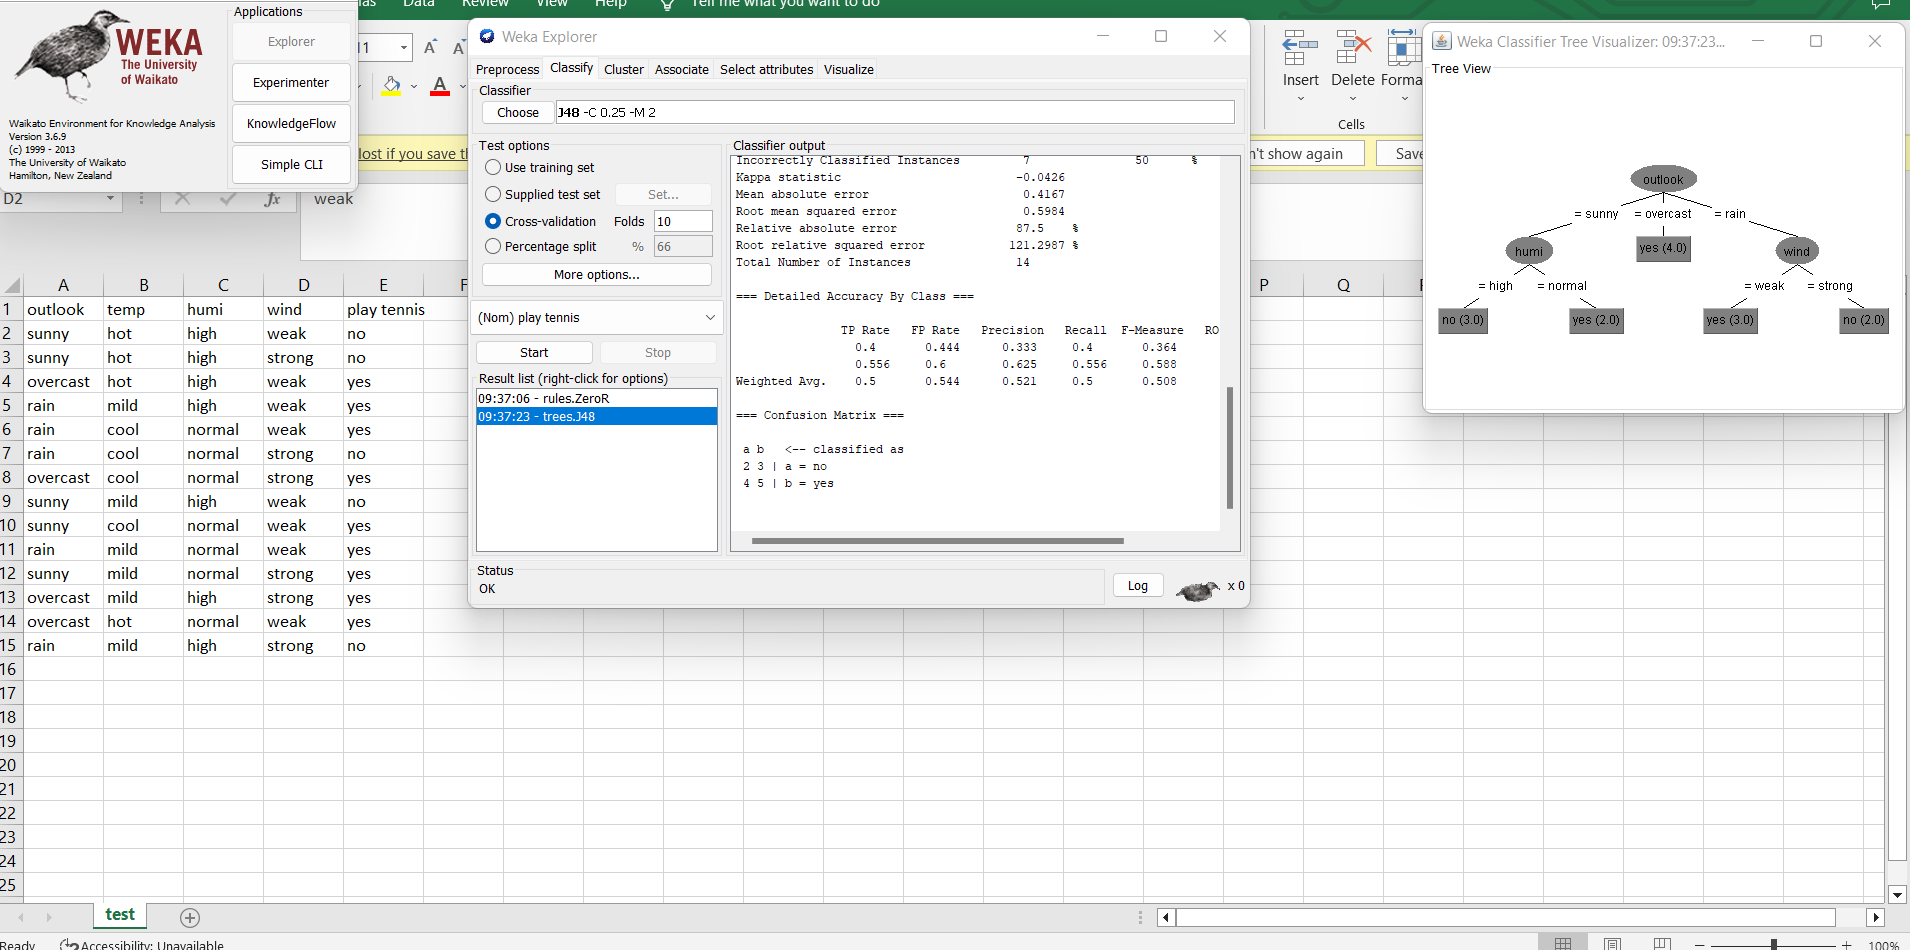 Applications
WEKA
The University
of Waikato
Explorer
Experimenter
KnowledgeFlow
Simple CLI
Waikato Environment for Knowledge Analysis
Version 3.6.9
(c) 1999 - 2013
The University of Waikato
Hamilton, New Zealand
Data Review View Help Tell me what you want to do
11
A A
A
lost if you save
Insert Delete
Cells
n't show again
D2
fx
weak
A B C D E P Q
1 outlook temp humi wind play tennis
2 sunny hot high weak no
3 sunny hot high strong no
4 overcast hot high weak yes
5 rain mild high weak yes
6 rain cool normal weak yes
7 rain cool normal strong no
8 overcast cool normal strong yes
9 sunny mild high weak no
10 sunny cool normal weak yes
11 rain mild normal weak yes
12 sunny mild normal strong yes
13 overcast mild high strong yes
14 overcast hot normal weak yes
15 rain mild high strong no
16
17
18
19
20
21
22
23
24
25
test
Ready
Accessibility: Unavailable
100%
Weka Explorer
Preprocess Classify Cluster Associate Select attributes Visualize
Classifier
Choose J48 -C 0.25 -M 2
Test options
Use training set
Supplied test set Set...
Cross-validation Folds 10
Percentage split % 66
More options...
(Nom) play tennis
Start Stop
Result list (right-click for options)
09:37:06 - rules.ZeroR
09:37:23 - trees.J48
Classifier output
Incorrectly Classified Instances 7 50 %
Kappa statistic -0.0426
Mean absolute error 0.4167
Root mean squared error 0.5984
Relative absolute error 87.5 %
Root relative squared error 121.2987 %
Total Number of Instances 14
=== Detailed Accuracy By Class ===
TP Rate FP Rate Precision Recall F-Measure RO
0.4 0.444 0.333 0.4 0.364
0.556 0.6 0.625 0.556 0.588
Weighted Avg. 0.5 0.544 0.521 0.5 0.508
=== Confusion Matrix ===
a b <-- classified as
2 3 | a = no
4 5 | b = yes
Status
OK
Log
x 0
Weka Classifier Tree Visualizer: 09:37:23...
Tree View
outlook
= sunny = overcast = rain
humi yes (4.0) wind
= high = normal = weak = strong
no (3.0) yes (2.0) yes (3.0) no (2.0)